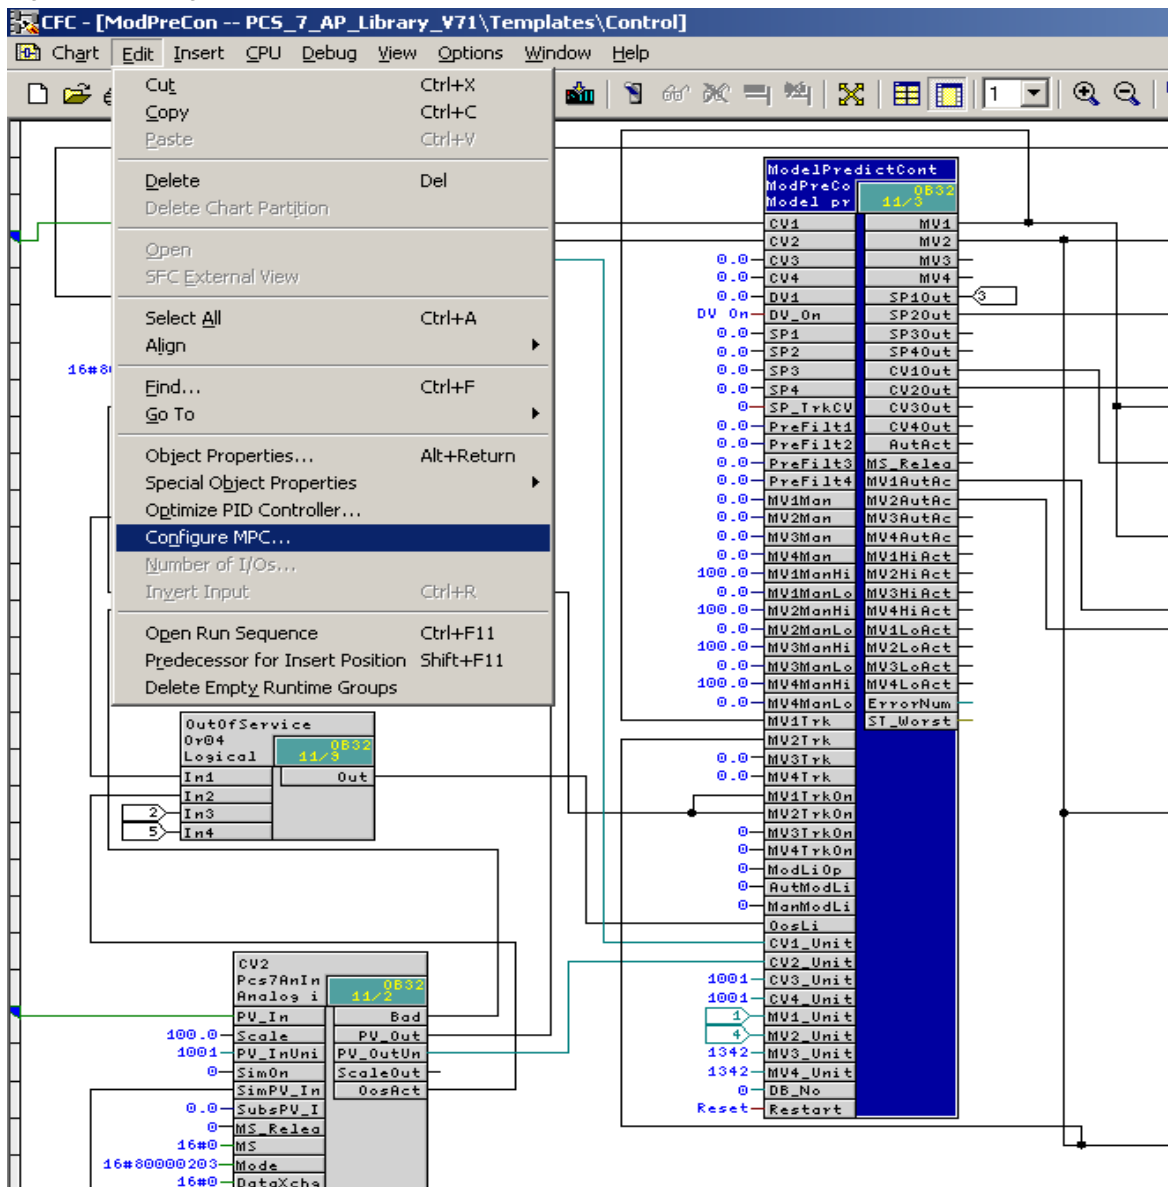 CFC - [ModPreCon -- PCS_7_AP_Library_V71\Templates\Control]
Chart Edit Insert CPU Debug View Options Window Help
1
Cut Ctrl+X
Copy Ctrl+C
Paste Ctrl+V
Delete Del
Delete Chart Partition
Open
SFC External View
Select All Ctrl+A
Align
Find... Ctrl+F
Go To
Object Properties... Alt+Return
Special Object Properties
Optimize PID Controller...
Configure MPC...
Number of I/Os...
Invert Input Ctrl+R
Open Run Sequence Ctrl+F11
Predecessor for Insert Position Shift+F11
Delete Empty Runtime Groups
16#8
ModelPredictCont
ModPreCo OB32
Model pr 11/3
CV1 MV1
CV2 MV2
0.0 CV3 MV3
0.0 CV4 MV4
0.0 DV1 SP1Out 3
DV On DV_On SP2Out
0.0 SP1 SP3Out
0.0 SP2 SP4Out
0.0 SP3 CV1Out
0.0 SP4 CV2Out
0 SP_TrkCV CV3Out
0.0 PreFilt1 CV4Out
0.0 PreFilt2 AutAct
0.0 PreFilt3 MS_Relea
0.0 PreFilt4 MV1AutAc
0.0 MV1Man MV2AutAc
0.0 MV2Man MV3AutAc
0.0 MV3Man MV4AutAc
0.0 MV4Man MV1HiAct
100.0 MV1ManHi MV2HiAct
0.0 MV1ManLo MV3HiAct
100.0 MV2ManHi MV4HiAct
0.0 MV2ManLo MV1LoAct
100.0 MV3ManHi MV2LoAct
0.0 MV3ManLo MV3LoAct
100.0 MV4ManHi MV4LoAct
0.0 MV4ManLo ErrorNum
MV1Trk ST_Worst
MV2Trk
0.0 MV3Trk
0.0 MV4Trk
MV1TrkOn
MV2TrkOn
0 MV3TrkOn
0 MV4TrkOn
0 ModLiOp
0 AutModLi
0 ManModLi
OosLi
CV1_Unit
CV2_Unit
1001 CV3_Unit
1001 CV4_Unit
1 MV1_Unit
4 MV2_Unit
1342 MV3_Unit
1342 MV4_Unit
0 DB_No
Reset Restart
OutOfService
Or04 OB32
Logical 11/9
In1 Out
In2
2 In3
5 In4
CV2
Pcs7AnIn OB32
Analog i 11/2
PV_In Bad
100.0 Scale PV_Out
1001 PV_InUni PV_OutUn
0 SimOn ScaleOut
SimPV_In OosAct
0.0 SubsPV_I
0 MS_Relea
16#0 MS
16#80000203 Mode
16#0 DataXchg